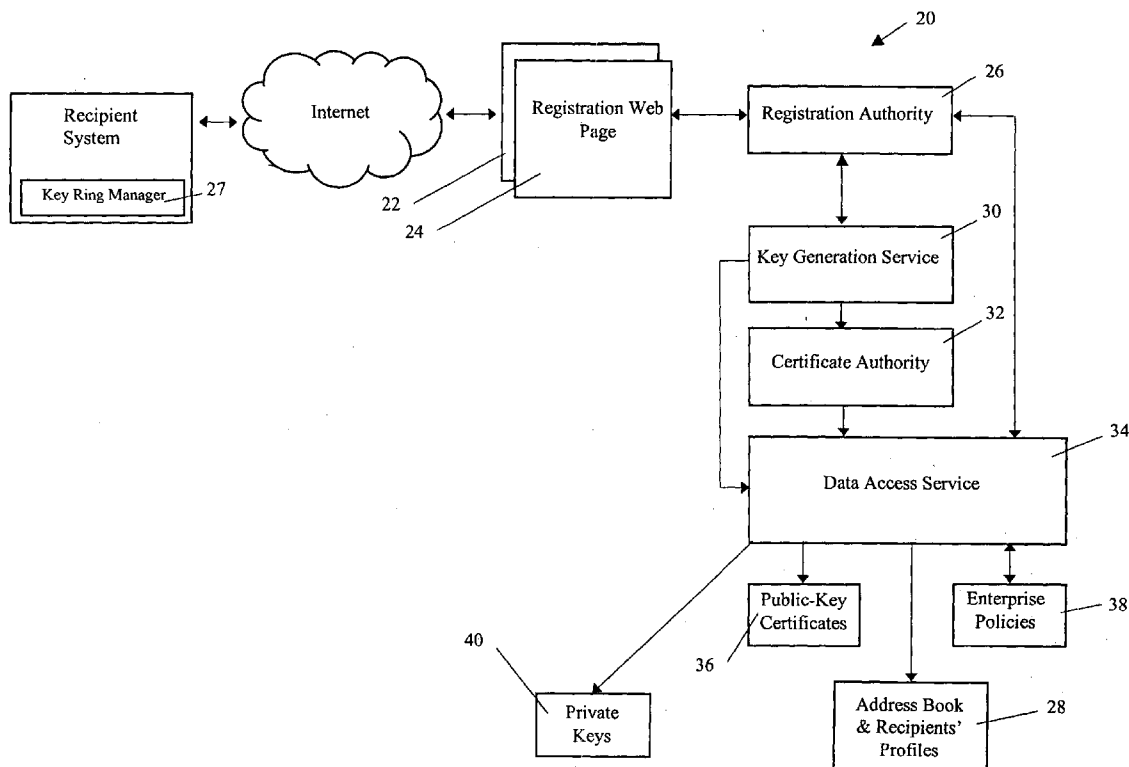 20
26
Recipient
System
Key Ring Manager
27
Internet
Registration Web
Page
22
24
Registration Authority
30
Key Generation Service
32
Certificate Authority
34
Data Access Service
Public-Key
Certificates
36
Enterprise
Policies
38
40
Private
Keys
Address Book
& Recipients'
Profiles
28